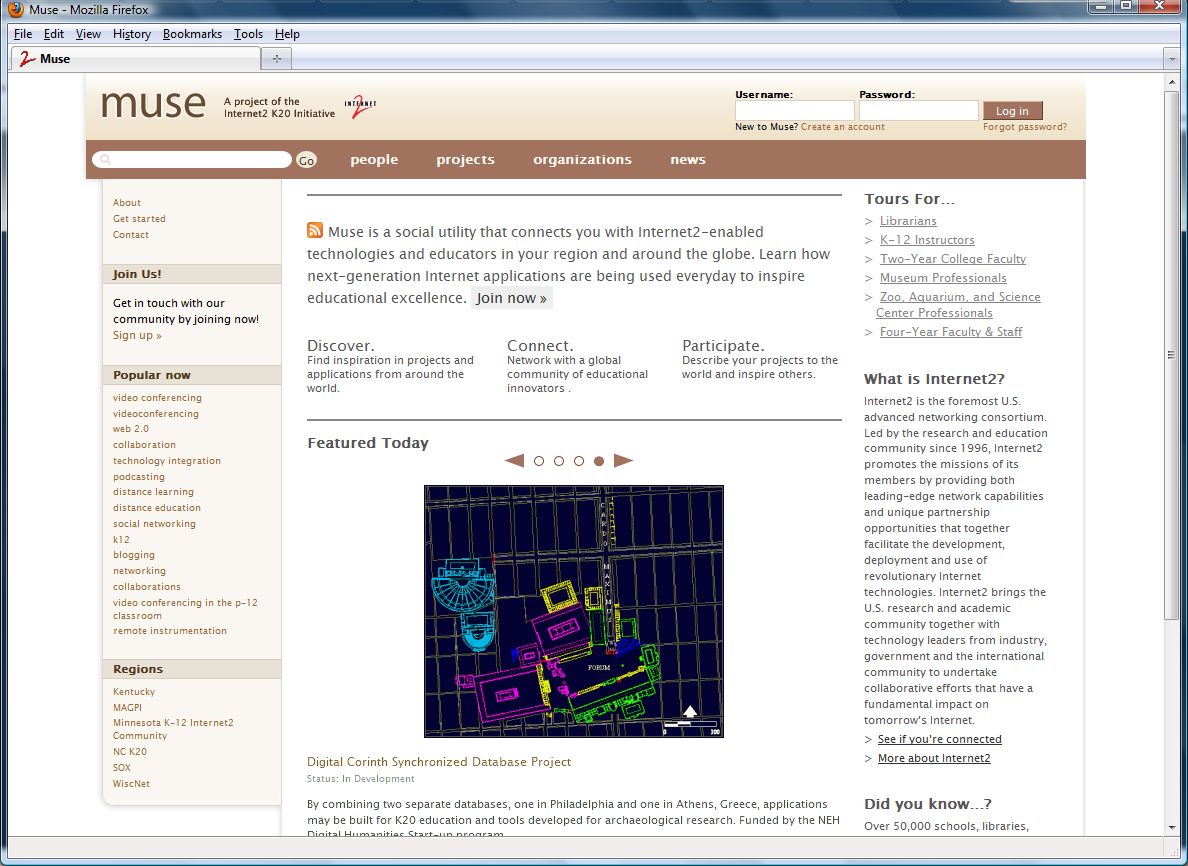 Muse - Mozilla Firefox
File Edit View History Bookmarks Tools Help
Muse
muse
A project of the
Internet2 K20 Initiative
INTERNET
2
Username:
Password:
Log in
New to Muse? Create an account
Forgot password?
Go
people
projects
organizations
news
About
Get started
Contact
Join Us!
Get in touch with our
community by joining now!
Sign up »
Popular now
video conferencing
videoconferencing
web 2.0
collaboration
technology integration
podcasting
distance learning
distance education
social networking
k12
blogging
networking
collaborations
video conferencing in the p-12
classroom
remote instrumentation
Regions
Kentucky
MAGPI
Minnesota K-12 Internet2
Community
NC K20
SOX
WiscNet
Muse is a social utility that connects you with Internet2-enabled
technologies and educators in your region and around the globe. Learn how
next-generation Internet applications are being used everyday to inspire
educational excellence. Join now »
Discover.
Find inspiration in projects and
applications from around the
world.
Connect.
Network with a global
community of educational
innovators .
Participate.
Describe your projects to the
world and inspire others.
Featured Today
CARDO
MAXIMUS
FORUM
0
200
Digital Corinth Synchronized Database Project
Status: In Development
By combining two separate databases, one in Philadelphia and one in Athens, Greece, applications
may be built for K20 education and tools developed for archaeological research. Funded by the NEH
Digital Humanities Start-up program
Tours For...
> Librarians
> K-12 Instructors
> Two-Year College Faculty
> Museum Professionals
> Zoo, Aquarium, and Science
Center Professionals
> Four-Year Faculty & Staff
What is Internet2?
Internet2 is the foremost U.S.
advanced networking consortium.
Led by the research and education
community since 1996, Internet2
promotes the missions of its
members by providing both
leading-edge network capabilities
and unique partnership
opportunities that together
facilitate the development,
deployment and use of
revolutionary Internet
technologies. Internet2 brings the
U.S. research and academic
community together with
technology leaders from industry,
government and the international
community to undertake
collaborative efforts that have a
fundamental impact on
tomorrow's Internet.
> See if you're connected
> More about Internet2
Did you know...?
Over 50,000 schools, libraries,